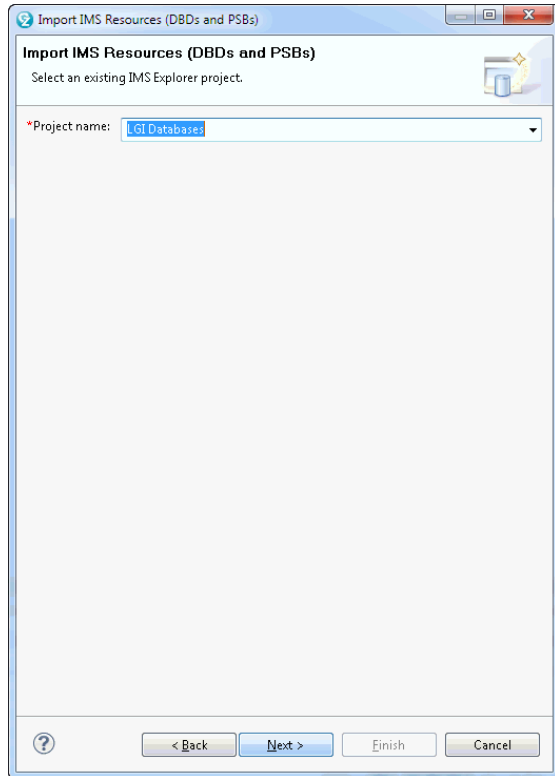 Import IMS Resources (DBDs and PSBs)
Import IMS Resources (DBDs and PSBs)
Select an existing IMS Explorer project.
*Project name: LGI Databases
? < Back Next > Finish Cancel